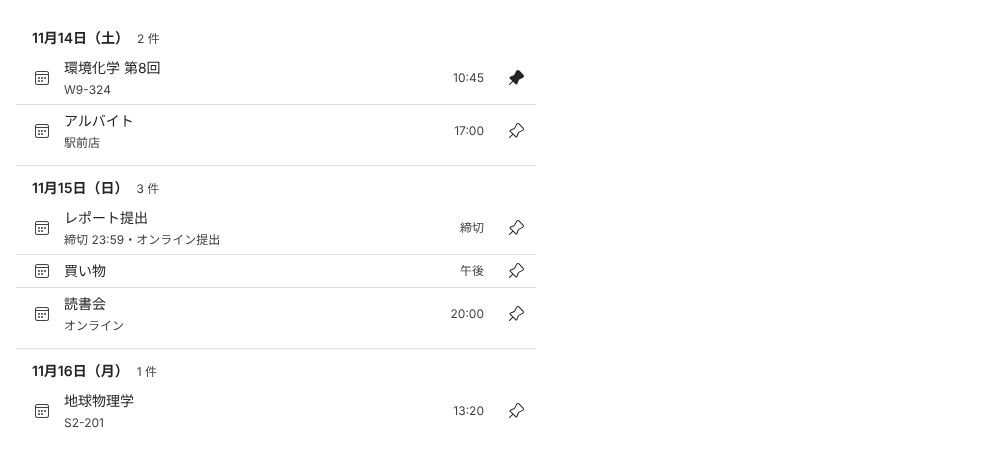 11月14日（土） 2 件
環境化学 第8回
10:45
W9-324
アルバイト
17:00
駅前店
11月15日（日） 3 件
レポート提出
締切
締切 23:59・オンライン提出
買い物
午後
読書会
20:00
オンライン
11月16日（月） 1 件
地球物理学
13:20
S2-201